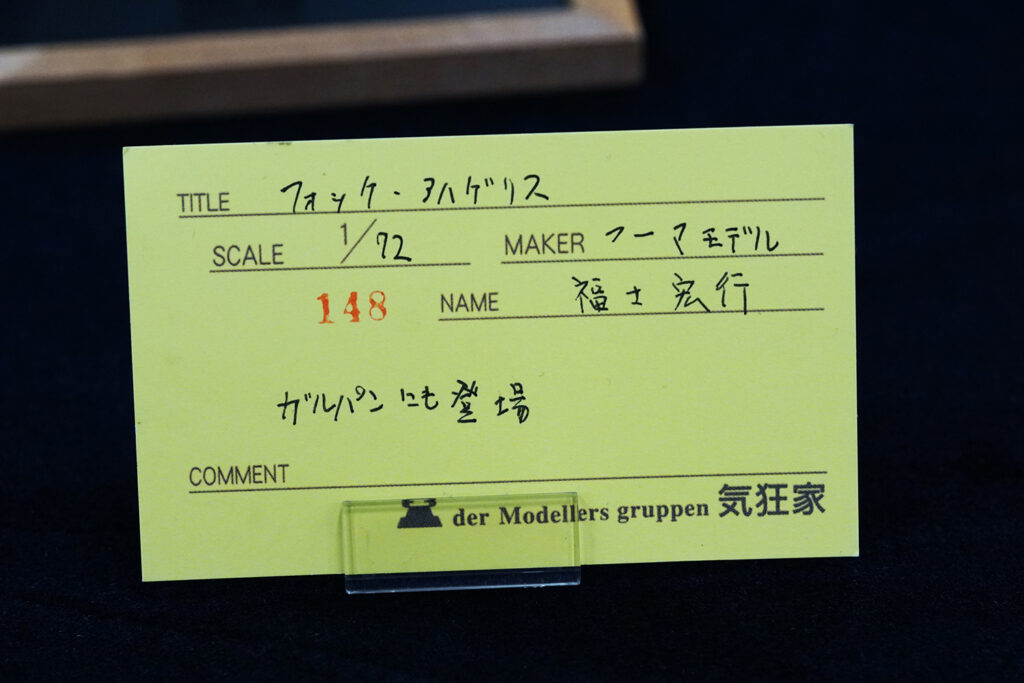 TITLE フォッケ・アハゲリス
SCALE 1/72 MAKER フーマモデル
148 NAME 福士宏行
ガルパンにも登場
COMMENT
der Modellers gruppen 気狂家